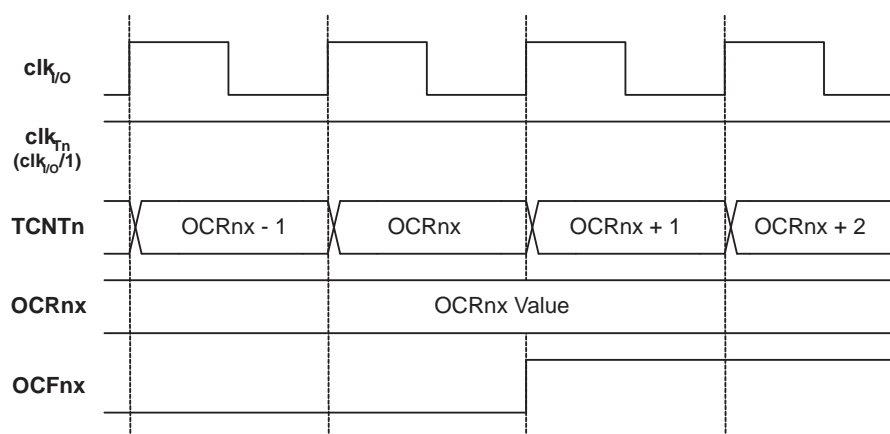 clkI/O
clkTn
(clkI/O/1)
TCNTn OCRnx - 1 OCRnx OCRnx + 1 OCRnx + 2
OCRnx OCRnx Value
OCFnx